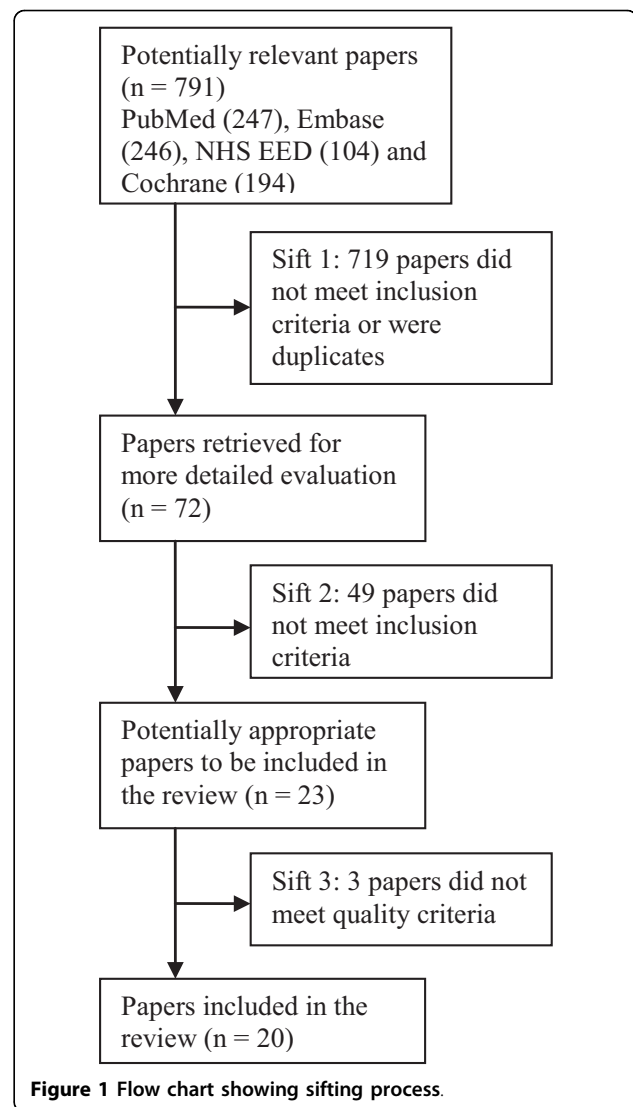 Potentially relevant papers
(n = 791)
PubMed (247), Embase
(246), NHS EED (104) and
Cochrane (194)
Sift 1: 719 papers did
not meet inclusion
criteria or were
duplicates
Papers retrieved for
more detailed evaluation
(n = 72)
Sift 2: 49 papers did
not meet inclusion
criteria
Potentially appropriate
papers to be included in
the review (n = 23)
Sift 3: 3 papers did not
meet quality criteria
Papers included in the
review (n = 20)
Figure 1 Flow chart showing sifting process.